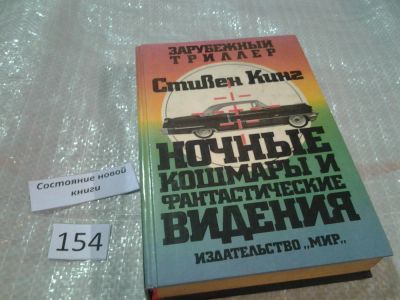 ЗАРУБЕЖНЫЙ
ТРИЛЛЕР
Стивен Кинг
НОЧНЫЕ
КОШМАРЫ И
ФАНТАСТИЧЕСКИЕ
ВИДЕНИЯ
ИЗДАТЕЛЬСТВО „МИР„
Состояние новой
книги
154